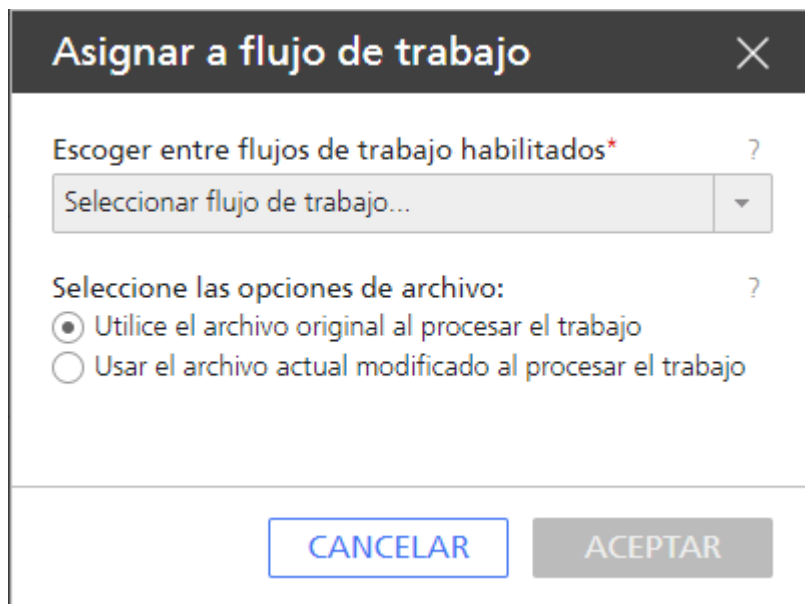 Asignar a flujo de trabajo
Escoger entre flujos de trabajo habilitados* ?
Seleccionar flujo de trabajo...
Seleccione las opciones de archivo: ?
Utilice el archivo original al procesar el trabajo
Usar el archivo actual modificado al procesar el trabajo
CANCELAR ACEPTAR